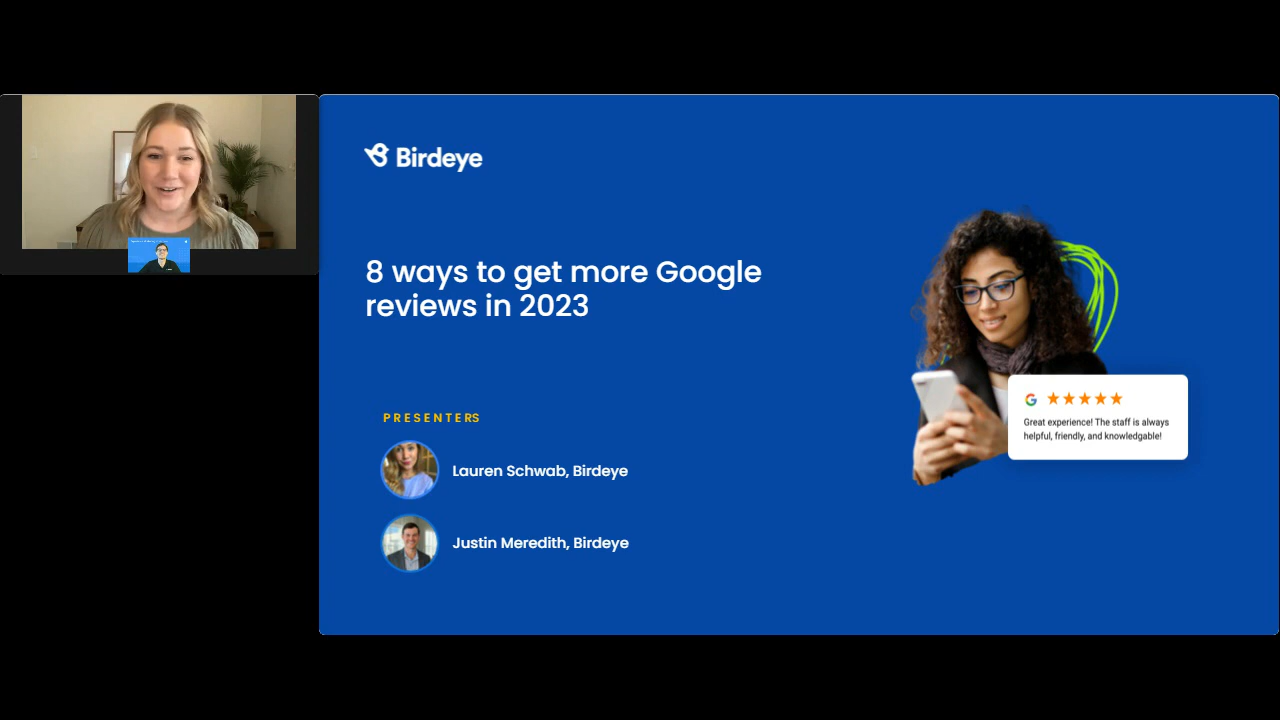 Birdeye
8 ways to get more Google
reviews in 2023
PRESENTERS
Lauren Schwab, Birdeye
Justin Meredith, Birdeye
Great experience! The staff is always
helpful, friendly, and knowledgable!